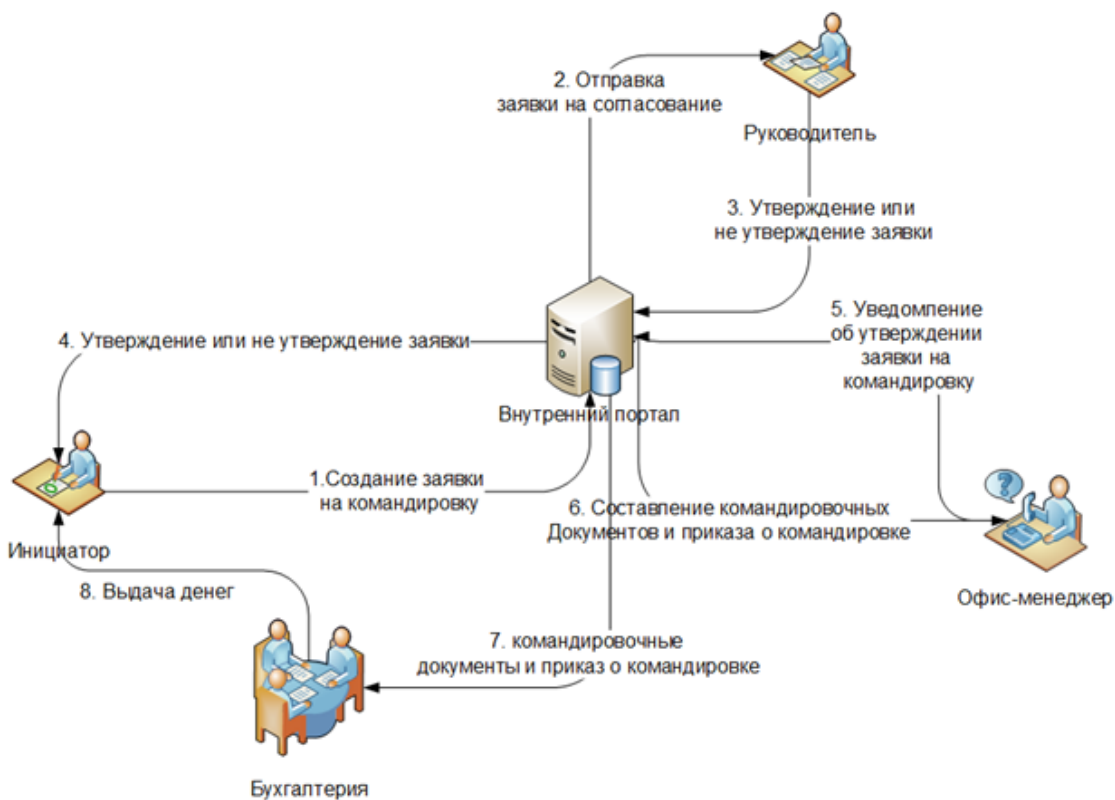 2. Отправка
заявки на согласование
Руководитель
3. Утверждение или
не утверждение заявки
5. Уведомление
об утверждении
заявки на
командировку
4. Утверждение или не утверждение заявки
Внутренний портал
1.Создание заявки
на командировку
6. Составление командировочных
Документов и приказа о командировке
Инициатор
Офис-менеджер
8. Выдача денег
7. командировочные
документы и приказ о командировке
Бухгалтерия